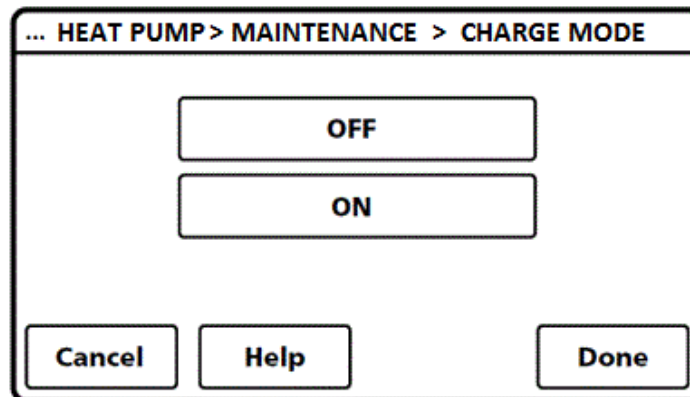 ... HEAT PUMP > MAINTENANCE > CHARGE MODE
OFF
ON
Cancel Help Done